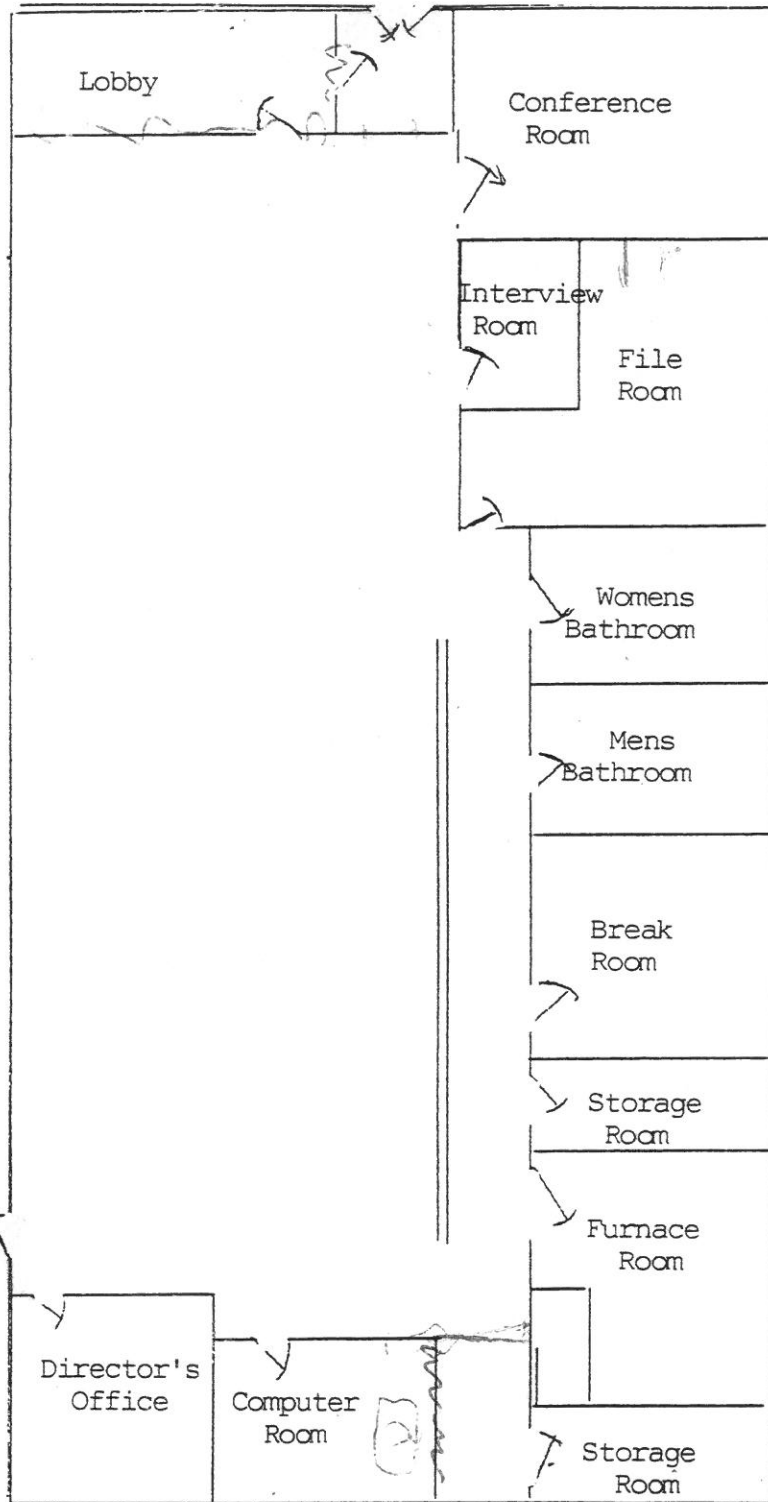 Lobby
Conference
Room
Interview
Room
File
Room
Womens
Bathroom
Mens
Bathroom
Break
Room
Storage
Room
Furnace
Room
Director's
Office
Computer
Room
Storage
Room